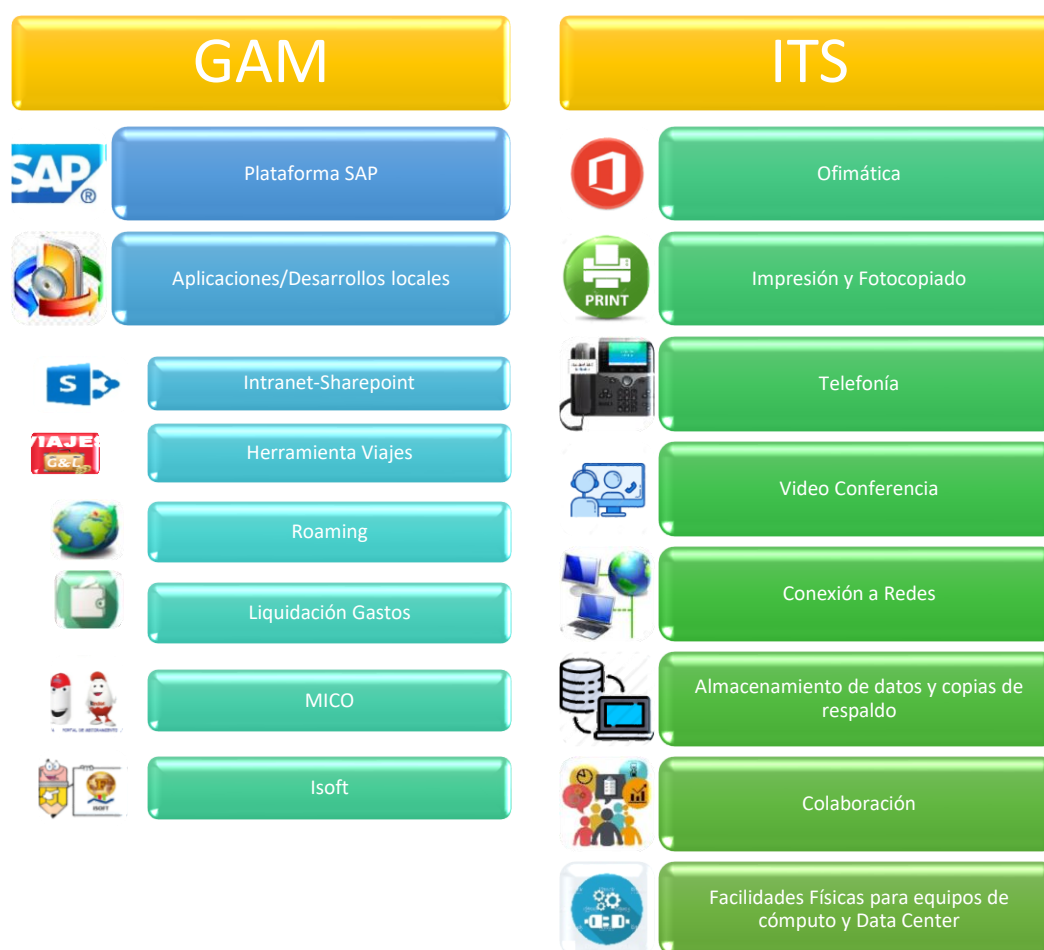 GAM
SAP
®
Plataforma SAP
Aplicaciones/Desarrollos locales
S
Intranet-Sharepoint
VIAJES
G&T
Herramienta Viajes
Roaming
Liquidación Gastos
MICO
ISOFT
Isoft
ITS
Ofimática
PRINT
Impresión y Fotocopiado
Telefonía
Video Conferencia
Conexión a Redes
Almacenamiento de datos y copias de
respaldo
Colaboración
Facilidades Físicas para equipos de
cómputo y Data Center